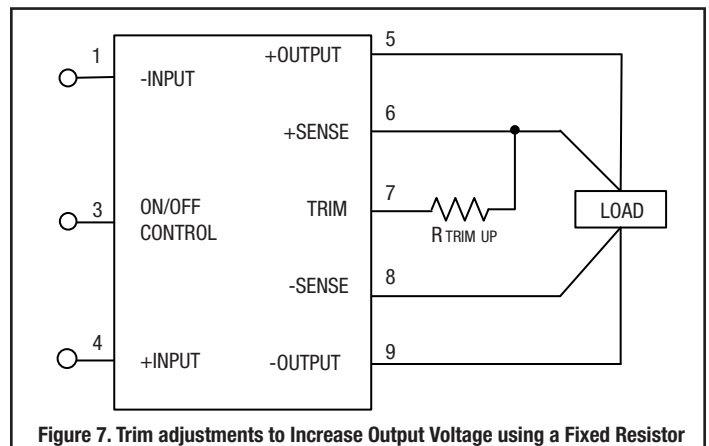 1
-INPUT
3
ON/OFF
CONTROL
4
+INPUT
+OUTPUT
5
+SENSE
6
TRIM
7
R TRIM UP
-SENSE
8
-OUTPUT
9
LOAD
Figure 7. Trim adjustments to Increase Output Voltage using a Fixed Resistor